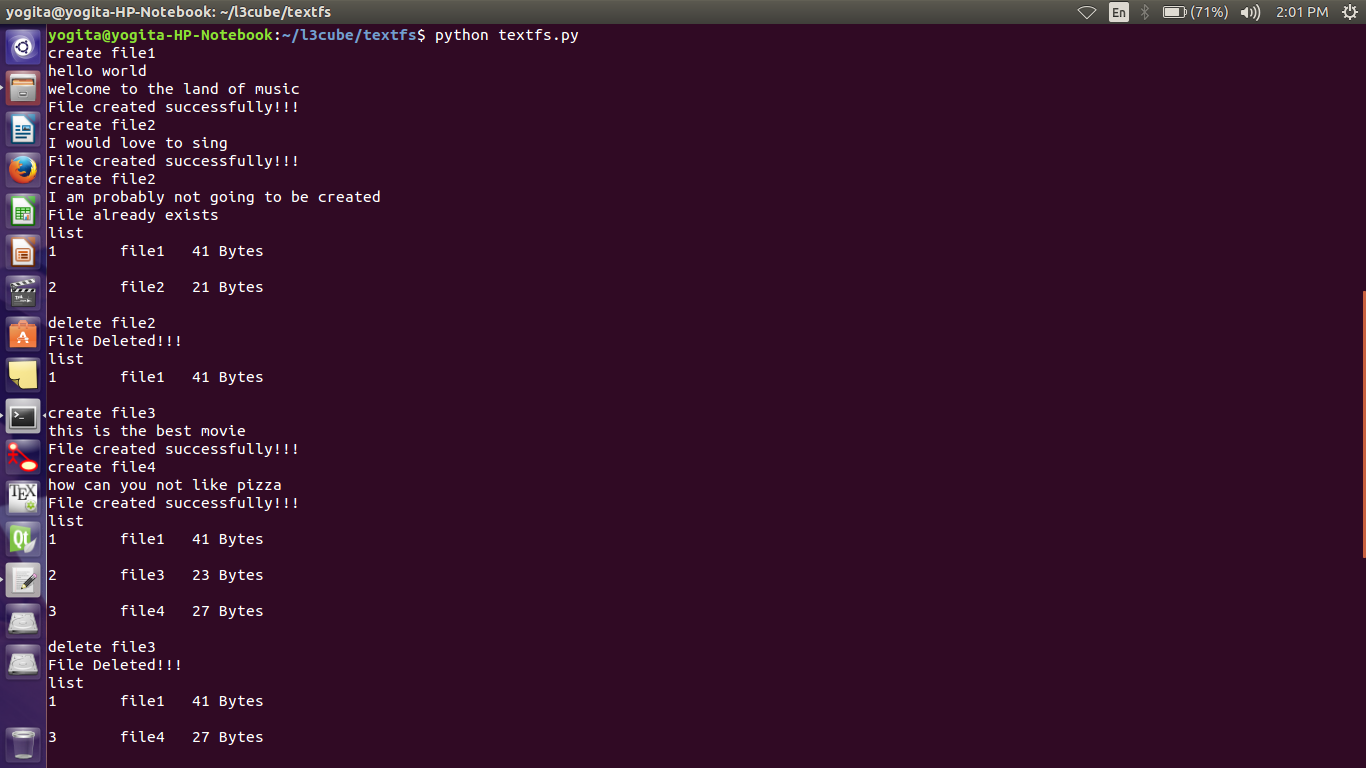 yogita@yogita-HP-Notebook: ~/l3cube/textfs En (71%) 2:01 PM
yogita@yogita-HP-Notebook:~/l3cube/textfs$ python textfs.py
create file1
hello world
welcome to the land of music
File created successfully!!!
create file2
I would love to sing
File created successfully!!!
create file2
I am probably not going to be created
File already exists
list
1 file1 41 Bytes
2 file2 21 Bytes
delete file2
File Deleted!!!
list
1 file1 41 Bytes
create file3
this is the best movie
File created successfully!!!
create file4
how can you not like pizza
File created successfully!!!
list
1 file1 41 Bytes
2 file3 23 Bytes
3 file4 27 Bytes
delete file3
File Deleted!!!
list
1 file1 41 Bytes
3 file4 27 Bytes
TEX
Qt